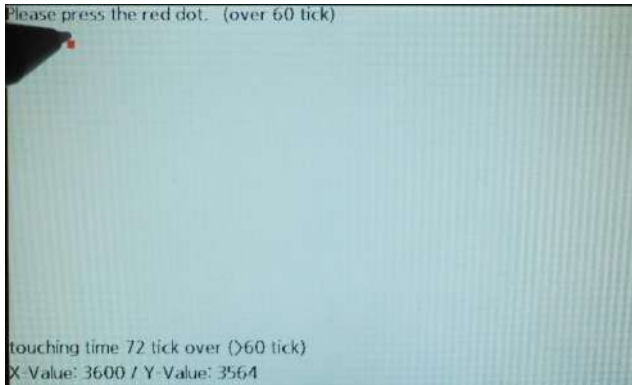 Please press the red dot. (over 60 tick)
touching time 72 tick over (>60 tick)
X-Value: 3600 / Y-Value: 3564